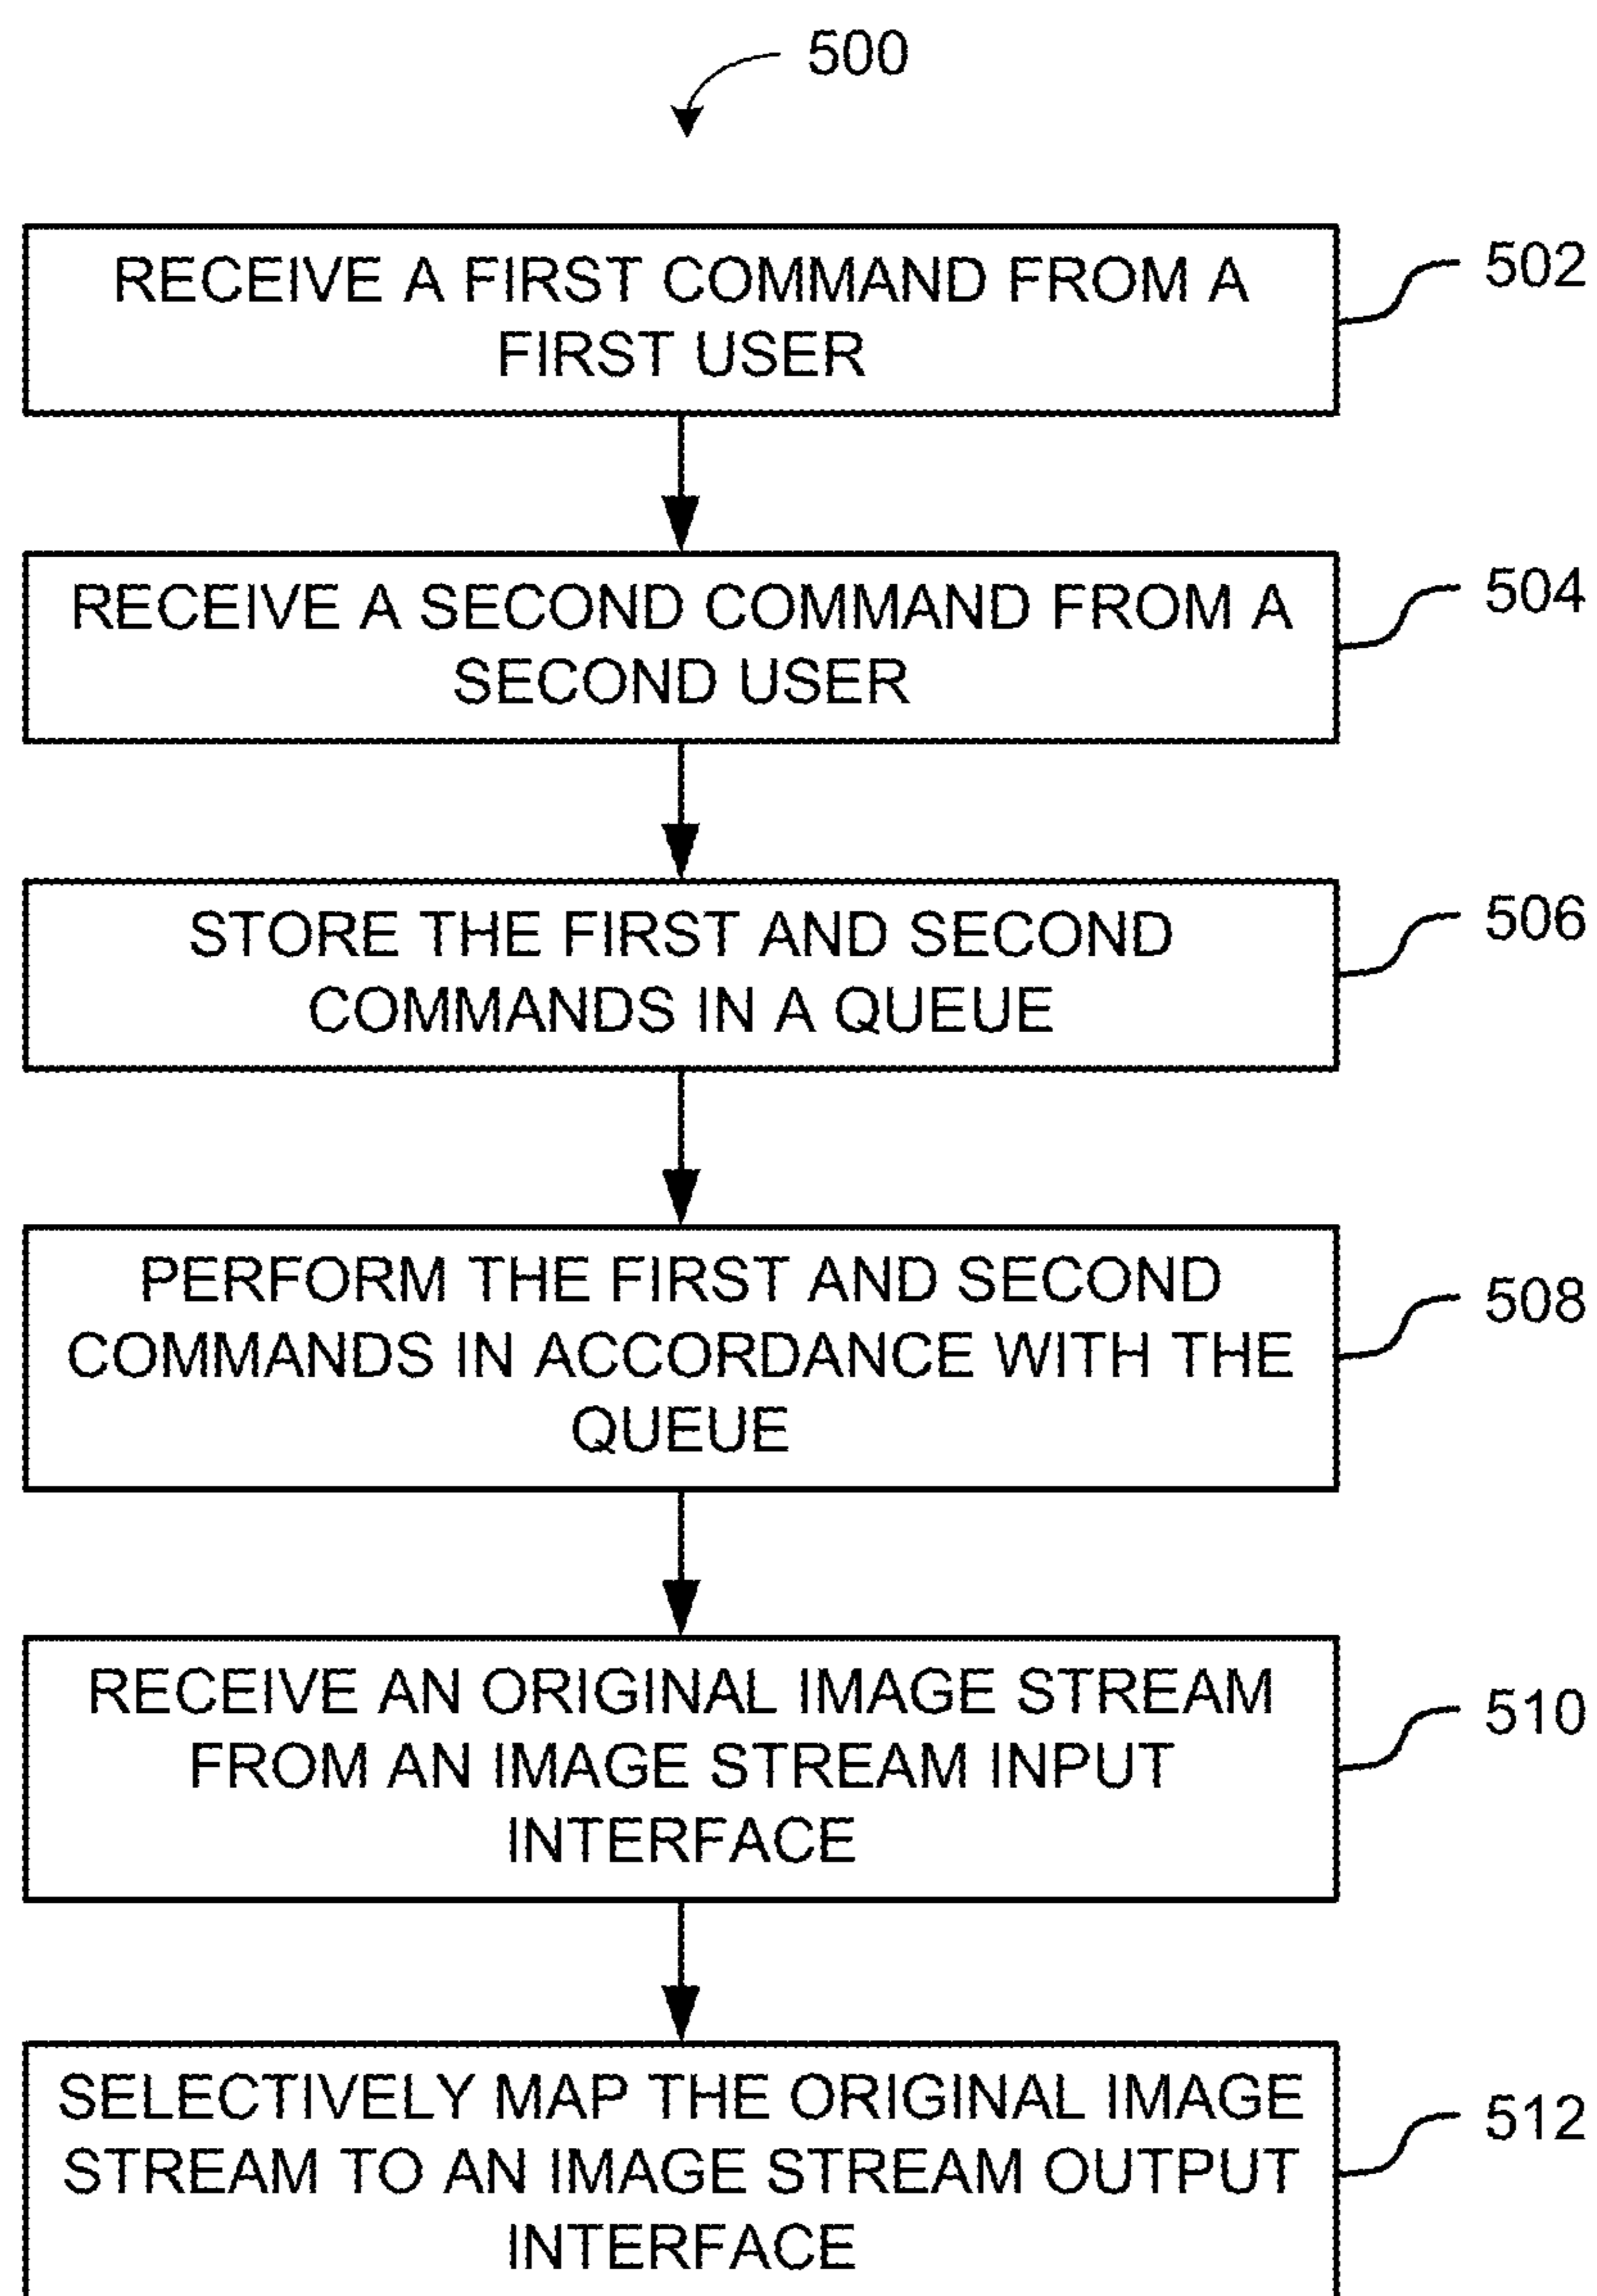 500
RECEIVE A FIRST COMMAND FROM A
FIRST USER
502
RECEIVE A SECOND COMMAND FROM A
SECOND USER
504
STORE THE FIRST AND SECOND
COMMANDS IN A QUEUE
506
PERFORM THE FIRST AND SECOND
COMMANDS IN ACCORDANCE WITH THE
QUEUE
508
RECEIVE AN ORIGINAL IMAGE STREAM
FROM AN IMAGE STREAM INPUT
INTERFACE
510
SELECTIVELY MAP THE ORIGINAL IMAGE
STREAM TO AN IMAGE STREAM OUTPUT
INTERFACE
512